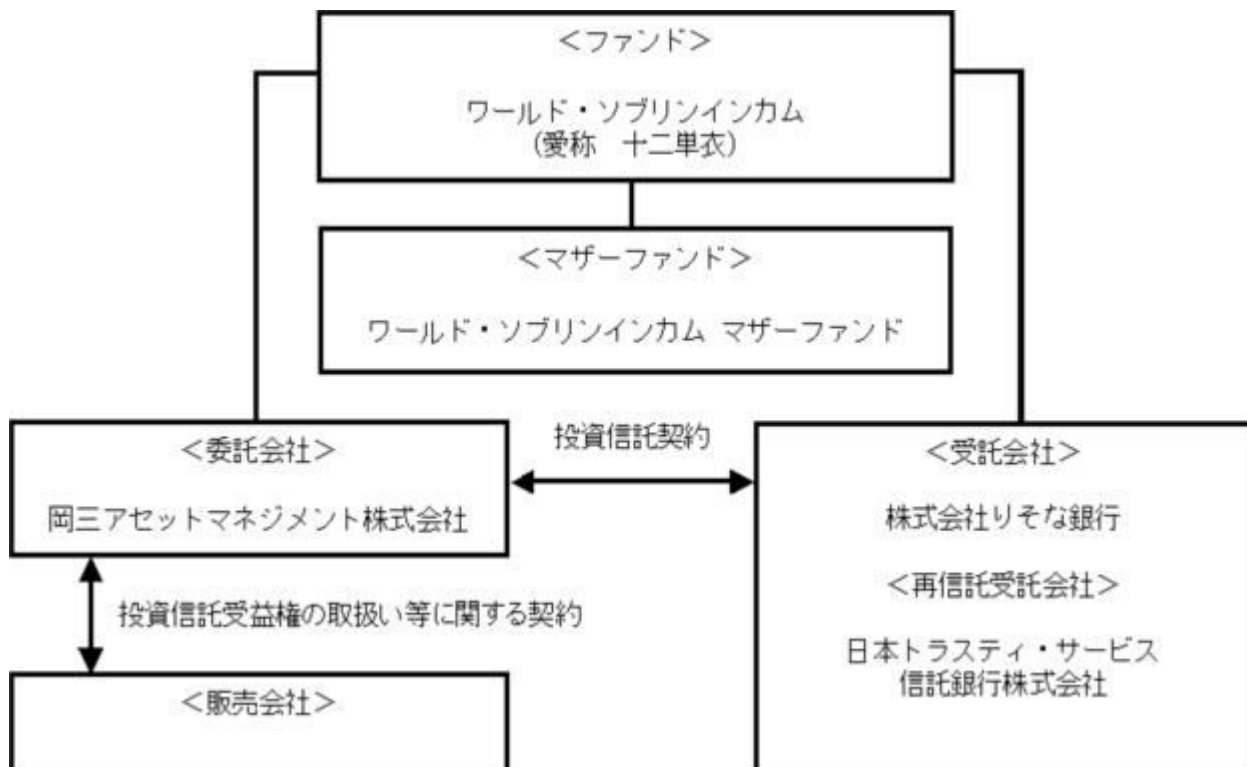 ＜ファンド＞
ワールド・ソブリンインカム
(愛称　十二単衣)
＜マザーファンド＞
ワールド・ソブリンインカム マザーファンド
＜委託会社＞
岡三アセットマネジメント株式会社
投資信託契約
＜受託会社＞
株式会社りそな銀行
＜再信託受託会社＞
日本トラスティ・サービス
信託銀行株式会社
投資信託受益権の取扱い等に関する契約
＜販売会社＞